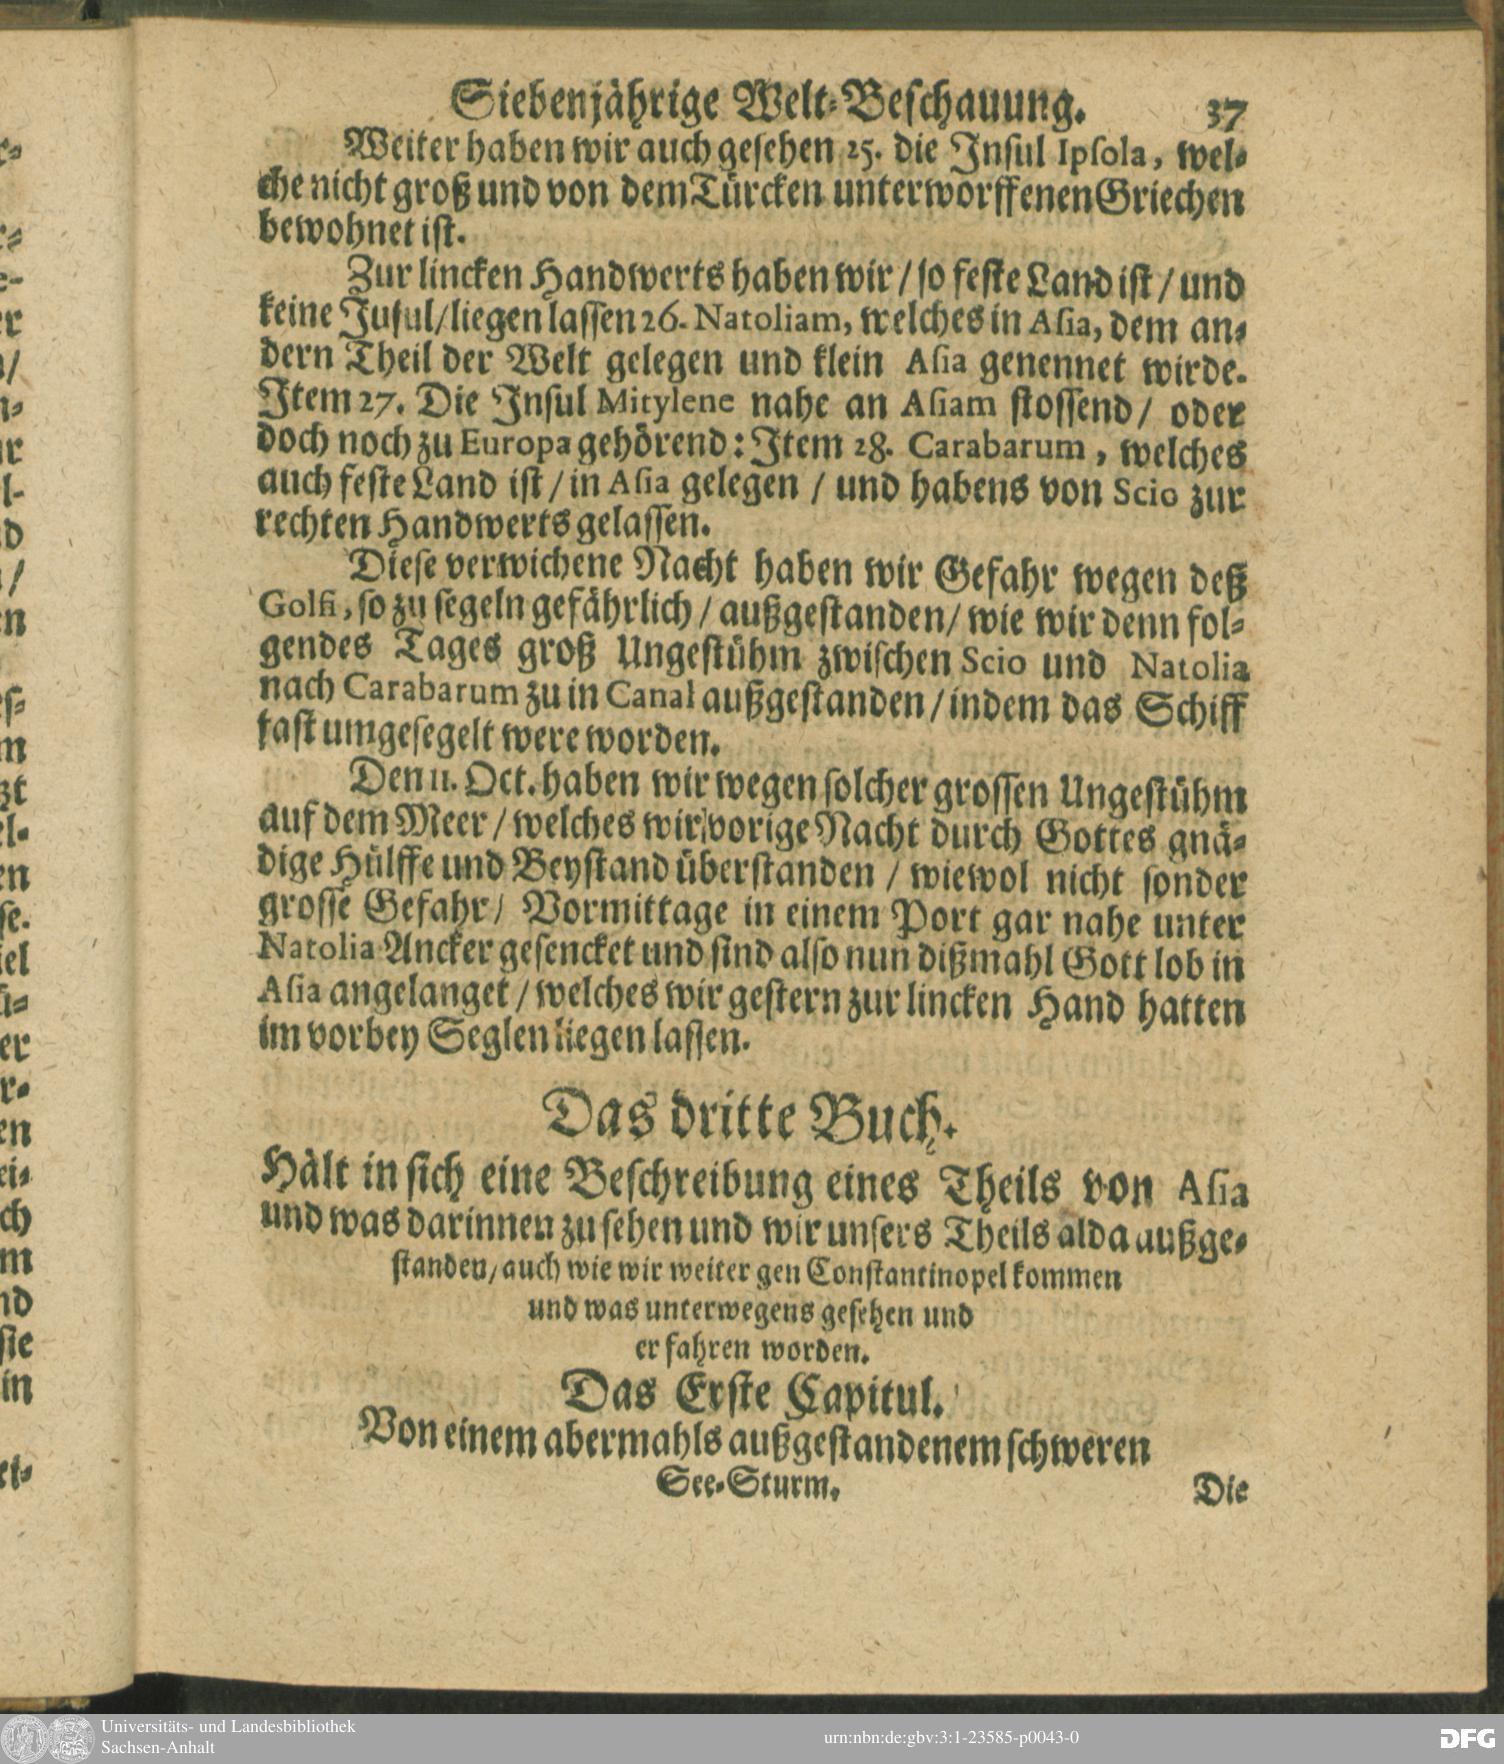 Siebenjährige Welt-Beschauung. 37
Weiter haben wir auch gesehen 25. die Insul Ipsola, wel-
che nicht groß und von dem Türcken unterworffenen Griechen
bewohnet ist.
Zur lincken Handwerts haben wir / so feste Land ist / und
keine Jusul/liegen lassen 26. Natoliam, welches in Asia, dem an-
dern Theil der Welt gelegen und klein Asia genennet wirde.
Item 27. Die Insul Mitylene nahe an Asiam stossend/ oder
doch noch zu Europa gehörend: Item 28. Carabarum, welches
auch feste Land ist / in Asia gelegen / und habens von Scio zur
rechten Handwerts gelassen.
Diese verwichene Nacht haben wir Gefahr wegen deß
Golfi, so zu segeln gefährlich / außgestanden/ wie wir denn fol-
gendes Tages groß Ungestühm zwischen Scio und Natolia
nach Carabarum zu in Canal außgestanden / indem das Schiff
fast umgesegelt were worden.
Den 11. Oct. haben wir wegen solcher grossen Ungestühm
auf dem Meer / welches wir vorige Nacht durch Gottes gnä-
dige Hülffe und Beystand überstanden / wiewol nicht sonder
grosse Gefahr/ Vormittage in einem Port gar nahe unter
Natolia Ancker gesencket und sind also nun dißmahl Gott lob in
Asia angelanget / welches wir gestern zur lincken Hand hatten
im vorbey Seglen liegen lassen.
Das dritte Buch.
Hält in sich eine Beschreibung eines Theils von Asia
und was darinnen zu sehen und wir unsers Theils alda außge-
standen/ auch wie wir weiter gen Constantinopel kommen
und was unterwegens gesehen und
erfahren worden.
Das Erste Capitul.
Von einem abermahls außgestandenem schweren
See-Sturm.
Die
Universitäts- und Landesbibliothek
Sachsen-Anhalt
urn:nbn:de:gbv:3:1-23585-p0043-0
DFG